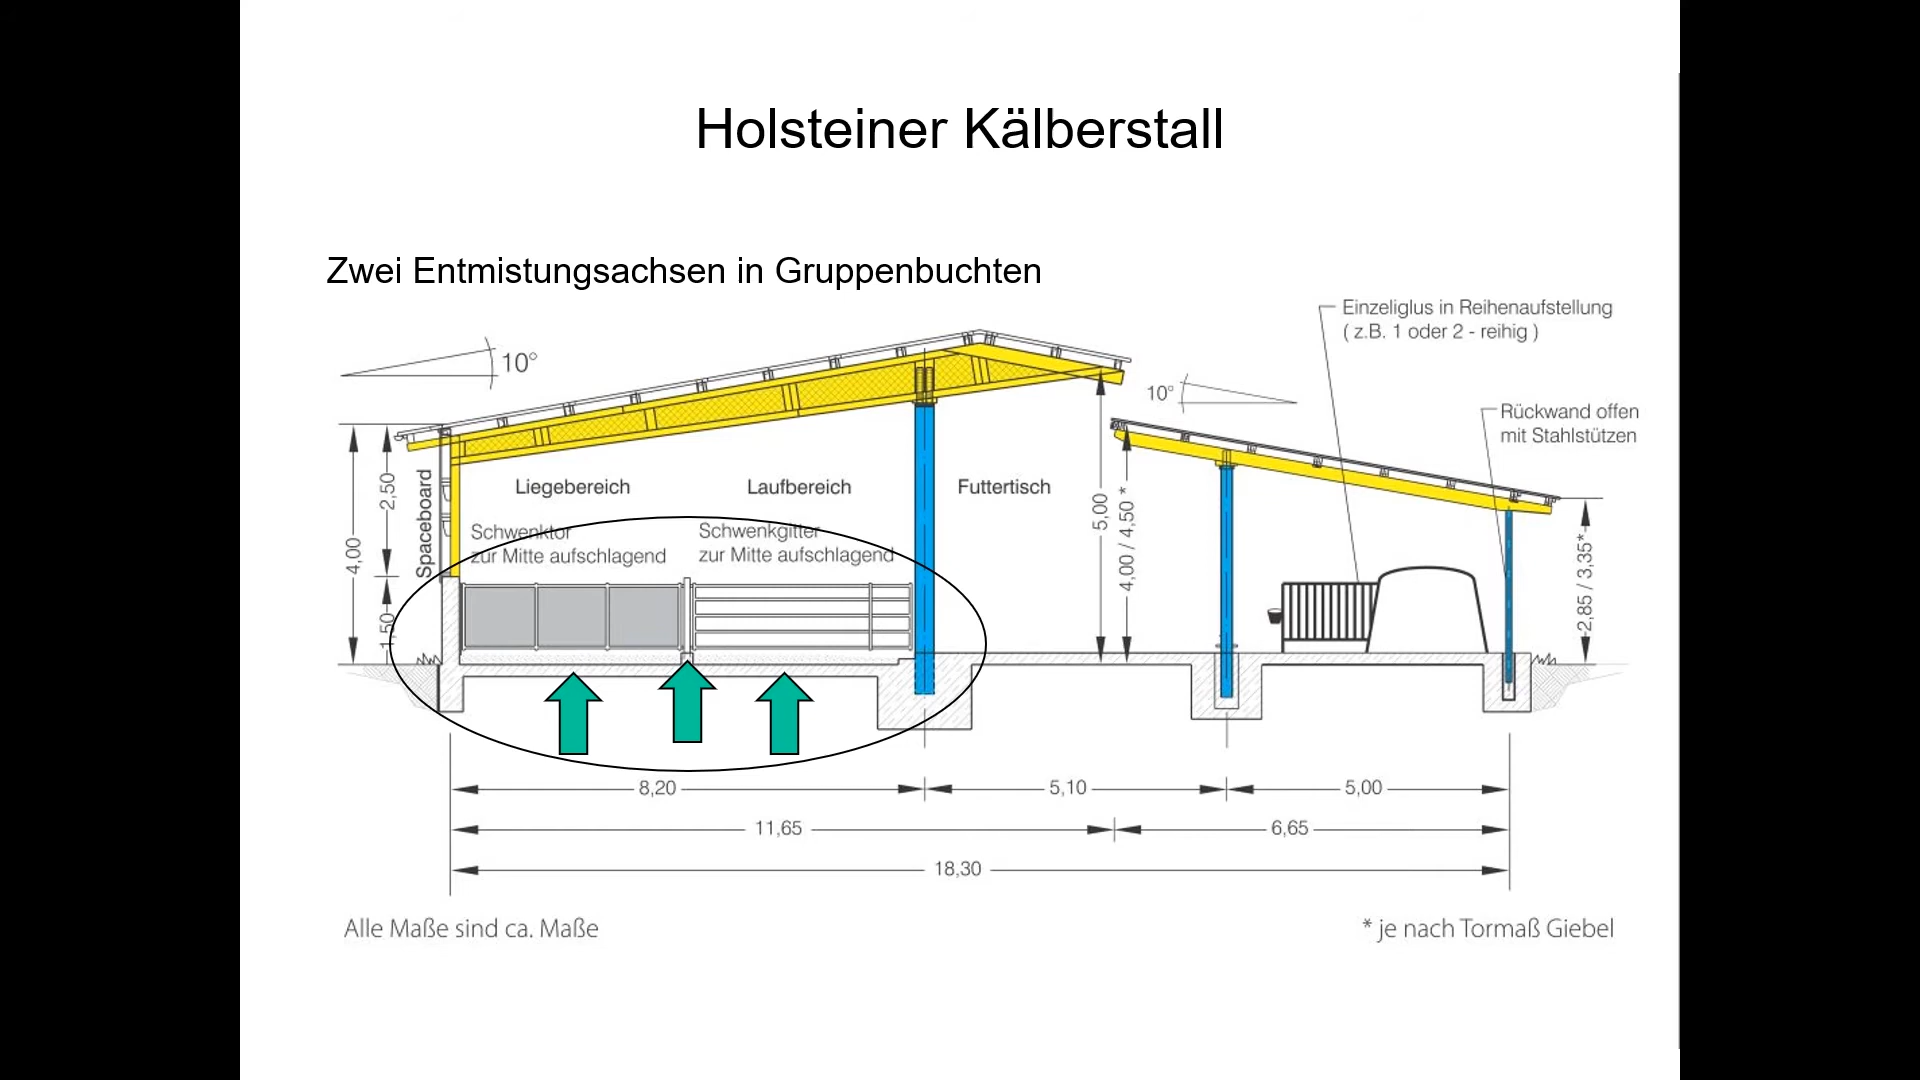 Holsteiner Kälberstall
Zwei Entmistungsachsen in Gruppenbuchten
Einzeliglus in Reihenaufstellung
( z.B. 1 oder 2 - reihig )
10°
10°
Rückwand offen
mit Stahlstützen
Spaceboard
Liegebereich
Laufbereich
Futtertisch
Schwenktor
zur Mitte aufschlagend
Schwenkgitter
zur Mitte aufschlagend
4,00
2,50
1,50
5,00
4,00 / 4,50 *
2,85 / 3,35*
8,20
5,10
5,00
11,65
6,65
18,30
Alle Maße sind ca. Maße
* je nach Tormaß Giebel